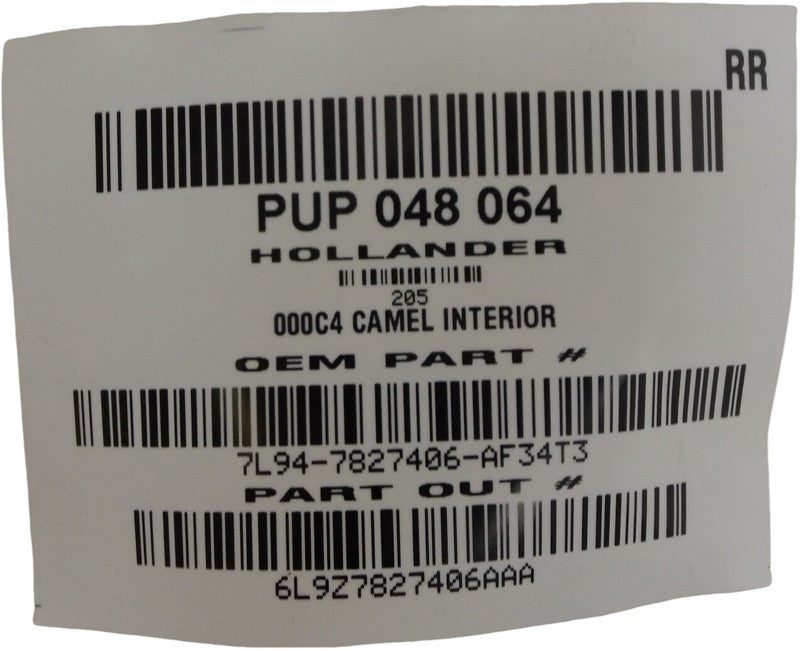 RR
PUP 048 064
HOLLANDER
205
000C4 CAMEL INTERIOR
OEM PART #
7L94-7827406-AF34T3
PART OUT #
6L9Z7827406AAA